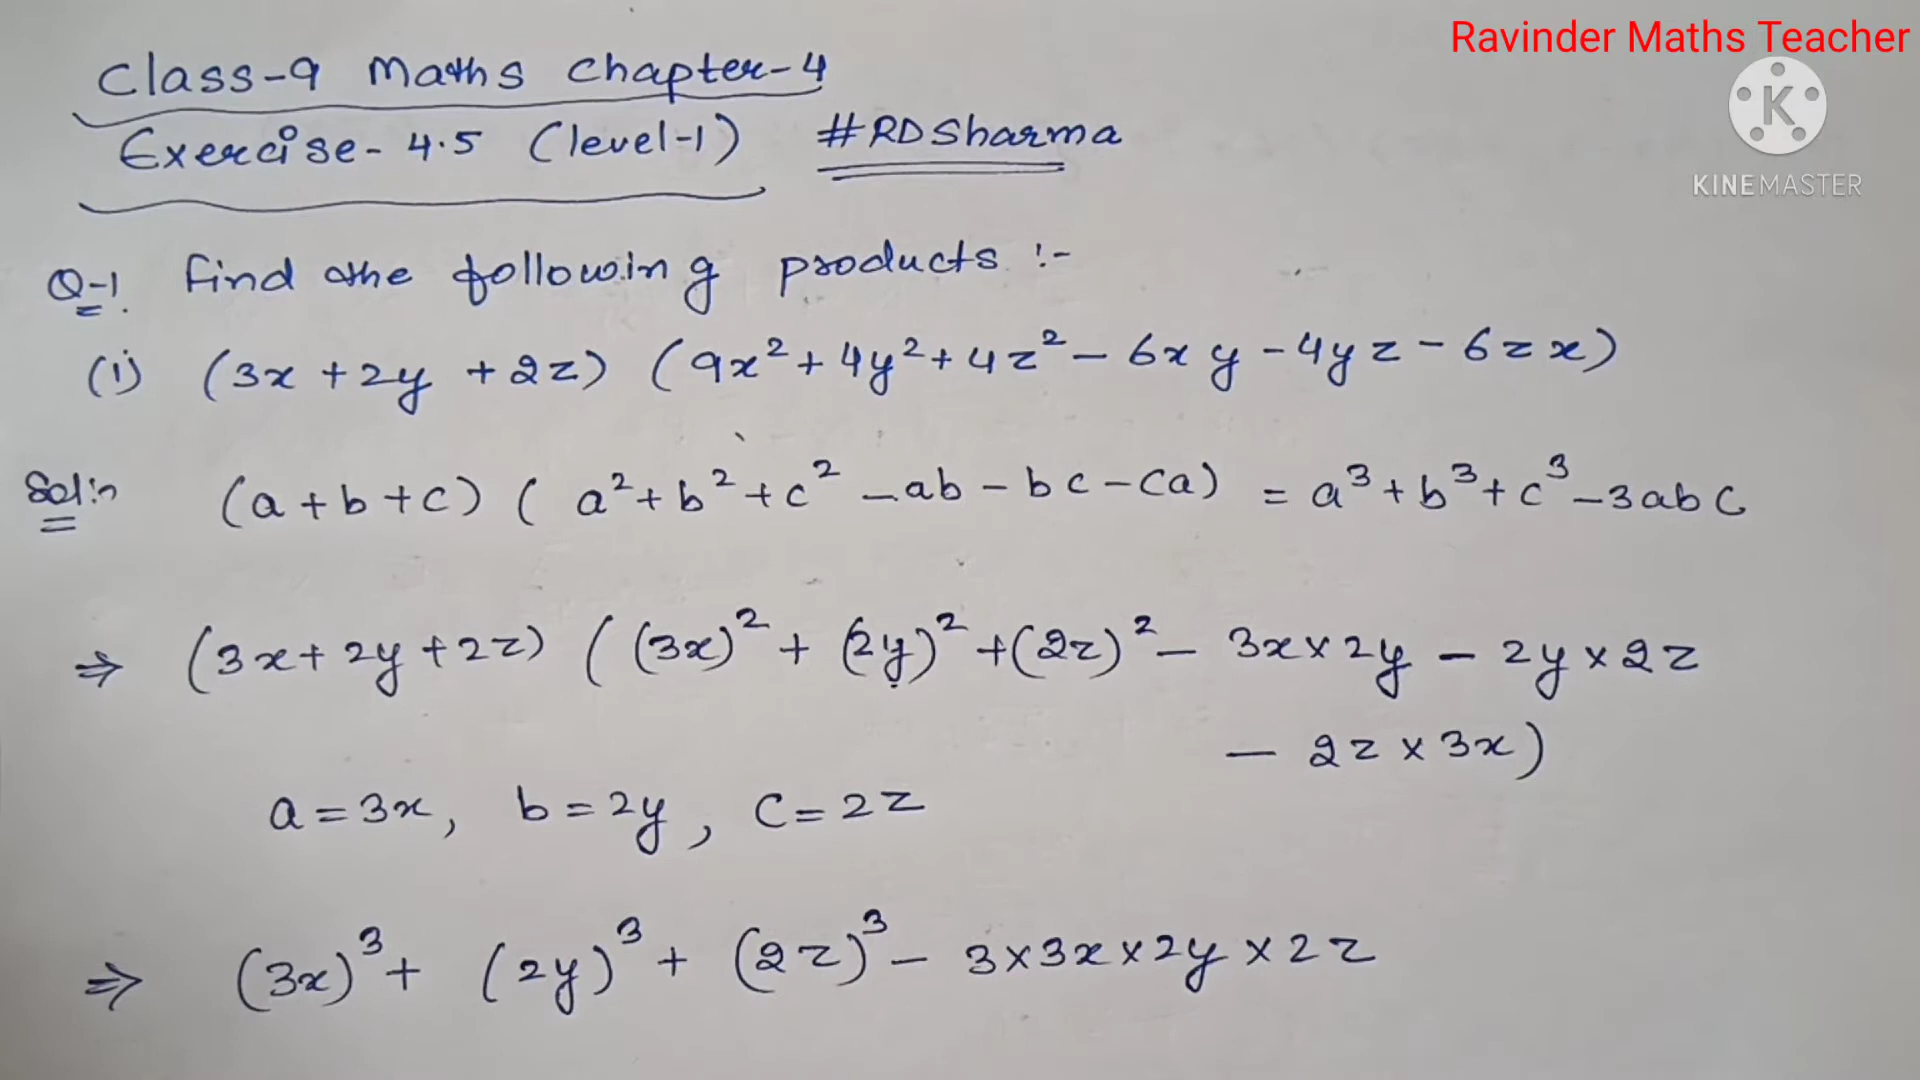 Ravinder Maths Teacher
KINEMASTER
Class-9 Maths Chapter-4
Exercise-4.5 (level-1) #RDSharma
Q-1. Find the following products :-
(i) (3x+2y+2z) (9x²+4y²+4z²-6xy-4yz-6zx)
Sol:n (a+b+c) (a²+b²+c²-ab-bc-ca) = a³+b³+c³-3abc
⇒ (3x+2y+2z) ((3x)²+(2y)²+(2z)²-3x×2y-2y×2z
-2z×3x)
a=3x, b=2y, c=2z
⇒ (3x)³+(2y)³+(2z)³-3×3x×2y×2z